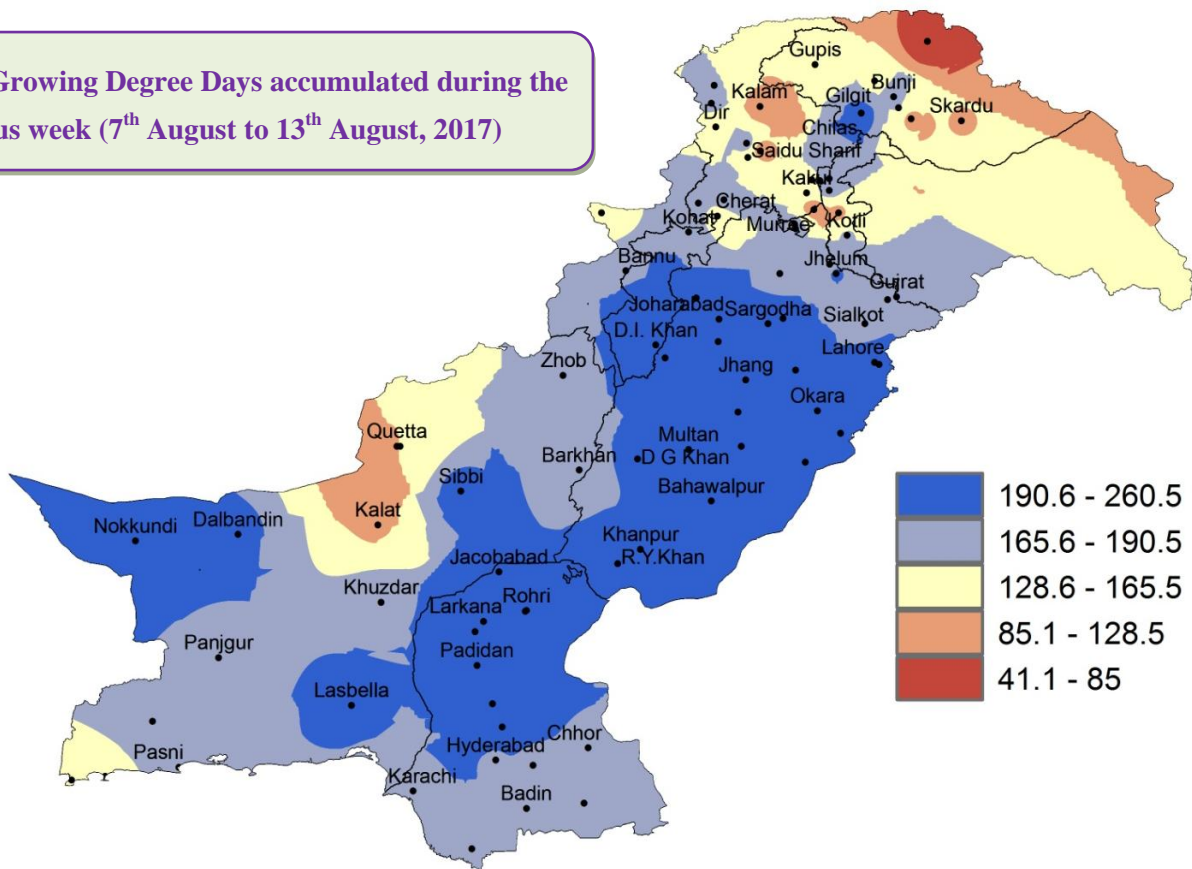 Growing Degree Days accumulated during the
us week (7th August to 13th August, 2017)
Gupis
Kalam
Gilgit
Bunji
Skardu
Dir
Chilas
Saidu Sharif
Kakul
Cherat
Kohat
Murree
Kotli
Bannu
Jhelum
Gujrat
Joharabad
Sargodha
Sialkot
D.I. Khan
Lahore
Zhob
Jhang
Okara
Quetta
Multan
Barkhan
D G Khan
Sibbi
Bahawalpur
Nokkundi
Dalbandin
Kalat
Khanpur
Jacobabad
R.Y.Khan
Khuzdar
Larkana
Rohri
Panjgur
Padidan
Lasbella
Pasni
Hyderabad
Chhor
Karachi
Badin
190.6 - 260.5
165.6 - 190.5
128.6 - 165.5
85.1 - 128.5
41.1 - 85